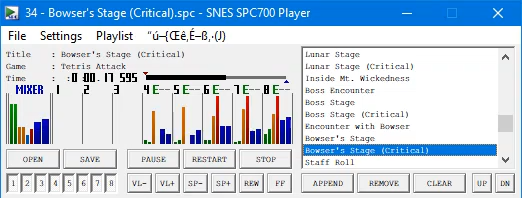 34 - Bowser's Stage (Critical).spc - SNES SPC700 Player
File Settings Playlist “ú–{Œê‚É–ß‚·(J)
Title : Bowser's Stage (Critical)
Game : Tetris Attack
Time : :0:00.17 595
MIXER 1 2 3 4 E-- 5 E-- 6 E-- 7 E-- 8 E--
OPEN SAVE PAUSE RESTART STOP
1 2 3 4 5 6 7 8 VL- VL+ SP- SP+ REW FF
Lunar Stage
Lunar Stage (Critical)
Inside Mt. Wickedness
Boss Encounter
Boss Stage
Boss Stage (Critical)
Encounter with Bowser
Bowser's Stage
Bowser's Stage (Critical)
Staff Roll
APPEND REMOVE CLEAR UP DN